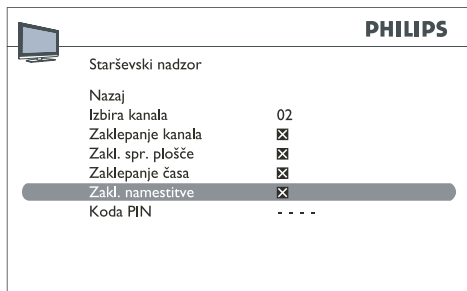 PHILIPS
Starševski nadzor
Nazaj
Izbira kanala 02
Zaklepanje kanala
Zakl. spr. plošče
Zaklepanje časa
Zakl. namestitve
Koda PIN - - - -